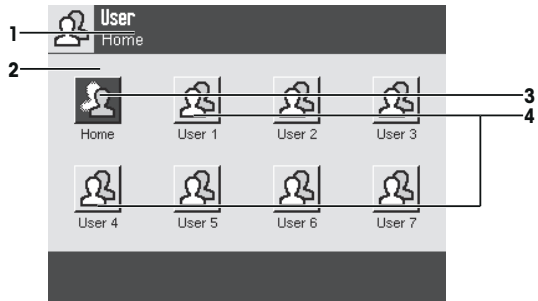 User
1
Home
2
3
4
Home
User 1
User 2
User 3
User 4
User 5
User 6
User 7